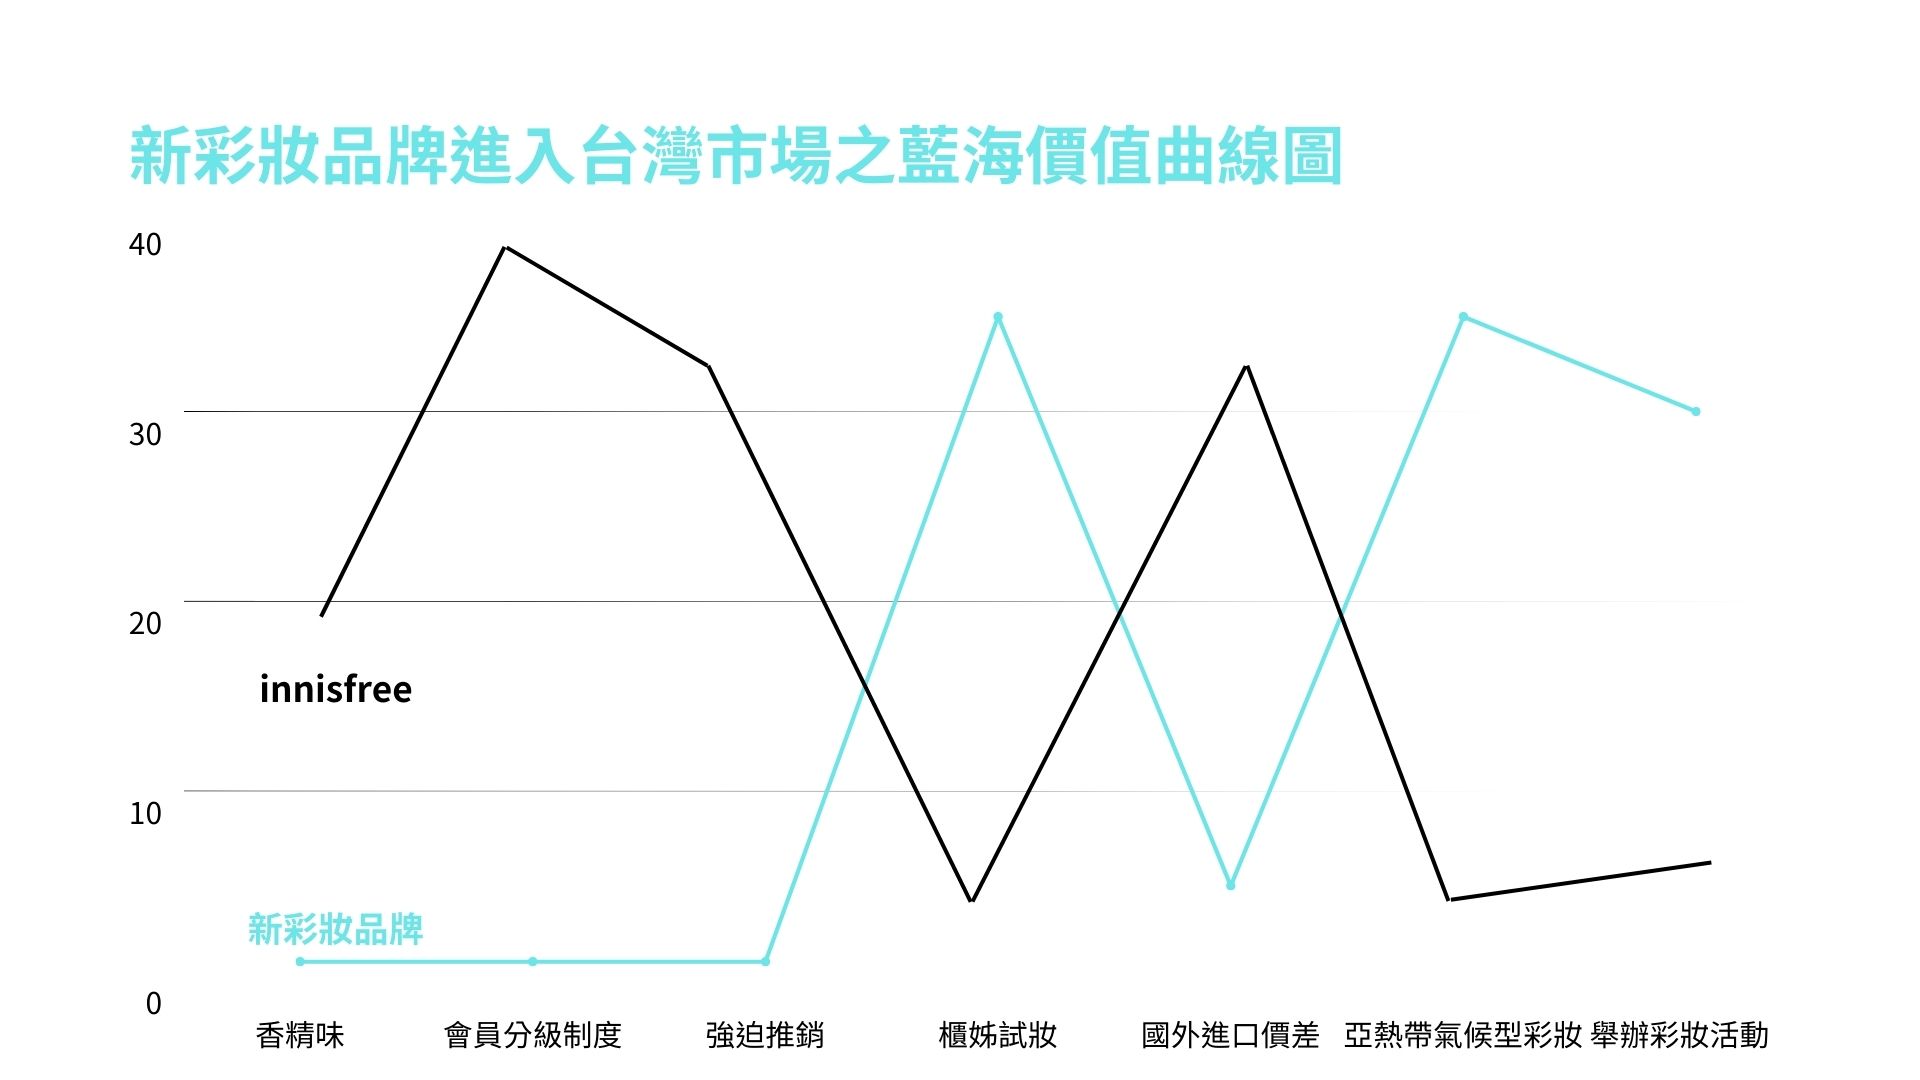 新彩妝品牌進入台灣市場之藍海價值曲線圖
40
30
20
innisfree
10
新彩妝品牌
0
香精味 會員分級制度 強迫推銷 櫃姊試妝 國外進口價差 亞熱帶氣候型彩妝 舉辦彩妝活動